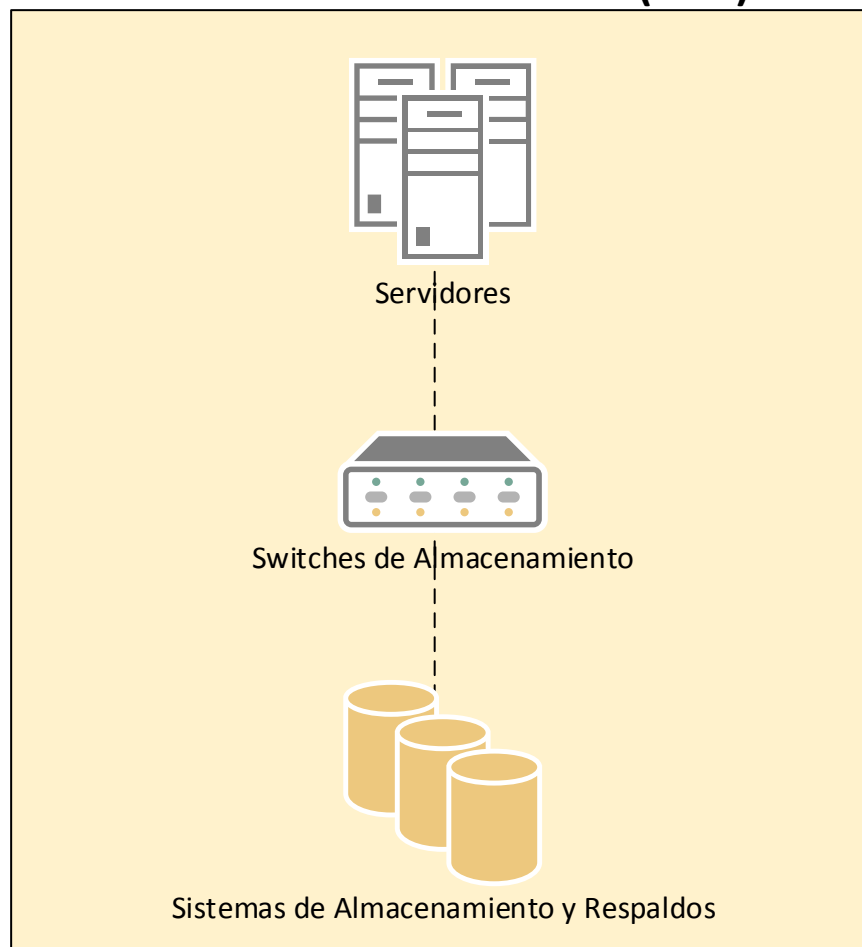 Servidores
Switches de Almacenamiento
Sistemas de Almacenamiento y Respaldos